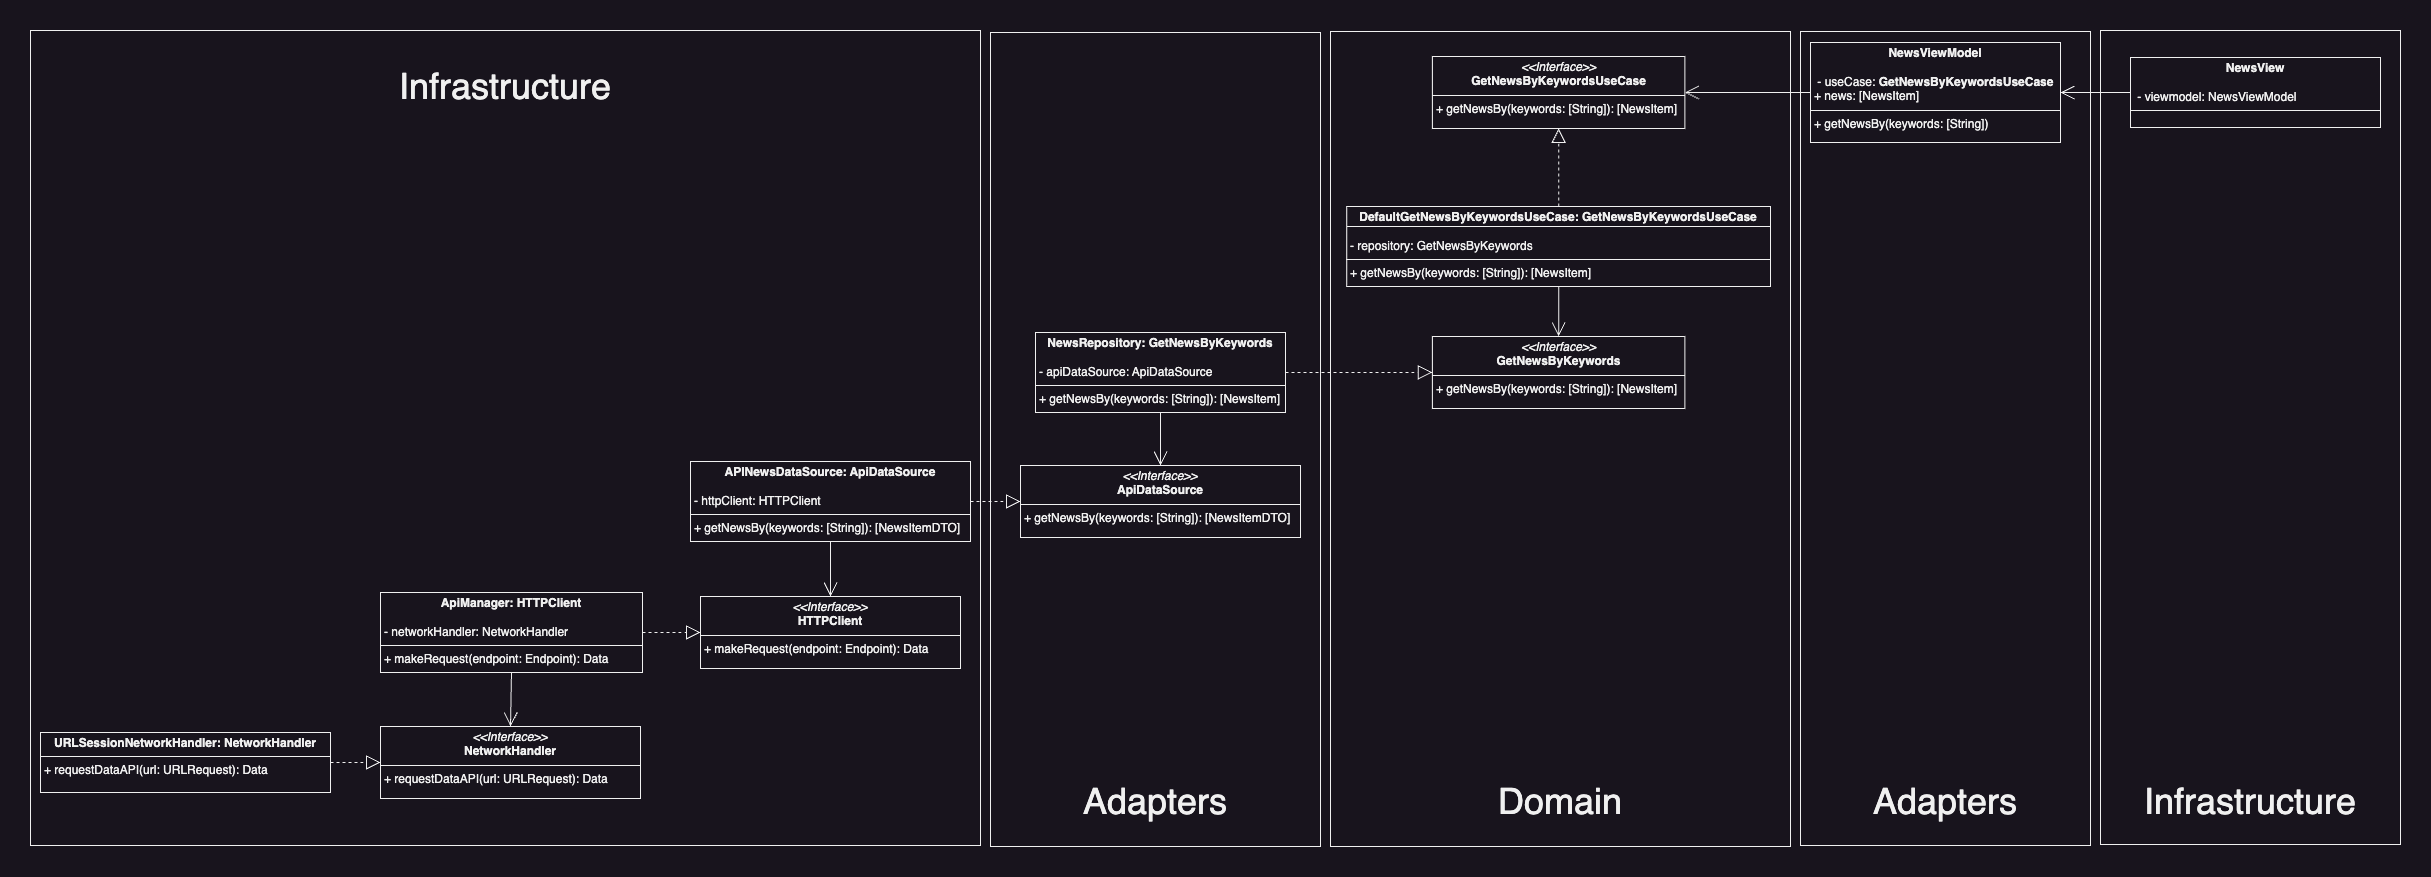 Infrastructure
URLSessionNetworkHandler: NetworkHandler
+ requestDataAPI(url: URLRequest): Data
<<Interface>>
NetworkHandler
+ requestDataAPI(url: URLRequest): Data
ApiManager: HTTPClient
- networkHandler: NetworkHandler
+ makeRequest(endpoint: Endpoint): Data
<<Interface>>
HTTPClient
+ makeRequest(endpoint: Endpoint): Data
APINewsDataSource: ApiDataSource
- httpClient: HTTPClient
+ getNewsBy(keywords: [String]): [NewsItemDTO]
<<Interface>>
ApiDataSource
+ getNewsBy(keywords: [String]): [NewsItemDTO]
NewsRepository: GetNewsByKeywords
- apiDataSource: ApiDataSource
+ getNewsBy(keywords: [String]): [NewsItem]
Adapters
<<Interface>>
GetNewsByKeywordsUseCase
+ getNewsBy(keywords: [String]): [NewsItem]
DefaultGetNewsByKeywordsUseCase: GetNewsByKeywordsUseCase
- repository: GetNewsByKeywords
+ getNewsBy(keywords: [String]): [NewsItem]
<<Interface>>
GetNewsByKeywords
+ getNewsBy(keywords: [String]): [NewsItem]
Domain
NewsViewModel
- useCase: GetNewsByKeywordsUseCase
+ news: [NewsItem]
+ getNewsBy(keywords: [String])
Adapters
NewsView
- viewmodel: NewsViewModel
Infrastructure